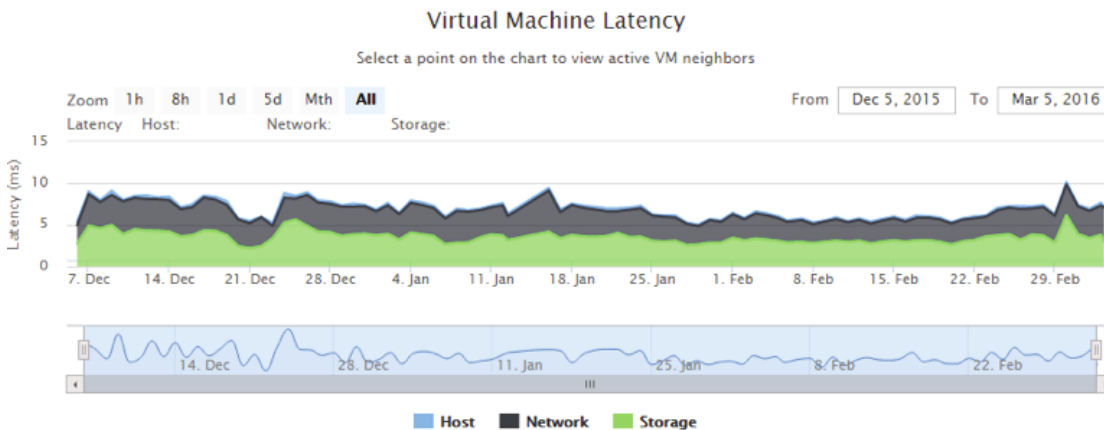 Virtual Machine Latency
Select a point on the chart to view active VM neighbors
Zoom 1h 8h 1d 5d Mth All From Dec 5, 2015 To Mar 5, 2016
Latency Host: Network: Storage:
15
10
5
0
Latency (ms)
7. Dec 14. Dec 21. Dec 28. Dec 4. Jan 11. Jan 18. Jan 25. Jan 1. Feb 8. Feb 15. Feb 22. Feb 29. Feb
14. Dec 28. Dec 11. Jan 25. Jan 8. Feb 22. Feb
Host Network Storage